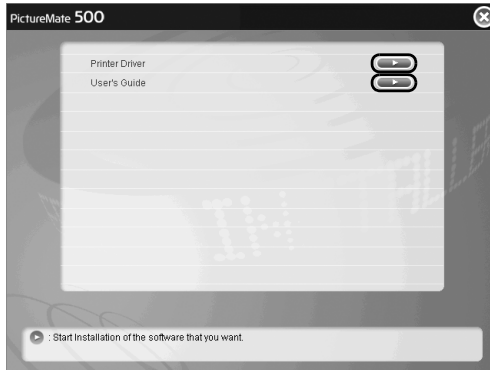 PictureMate 500
Printer Driver
User's Guide
: Start Installation of the software that you want.